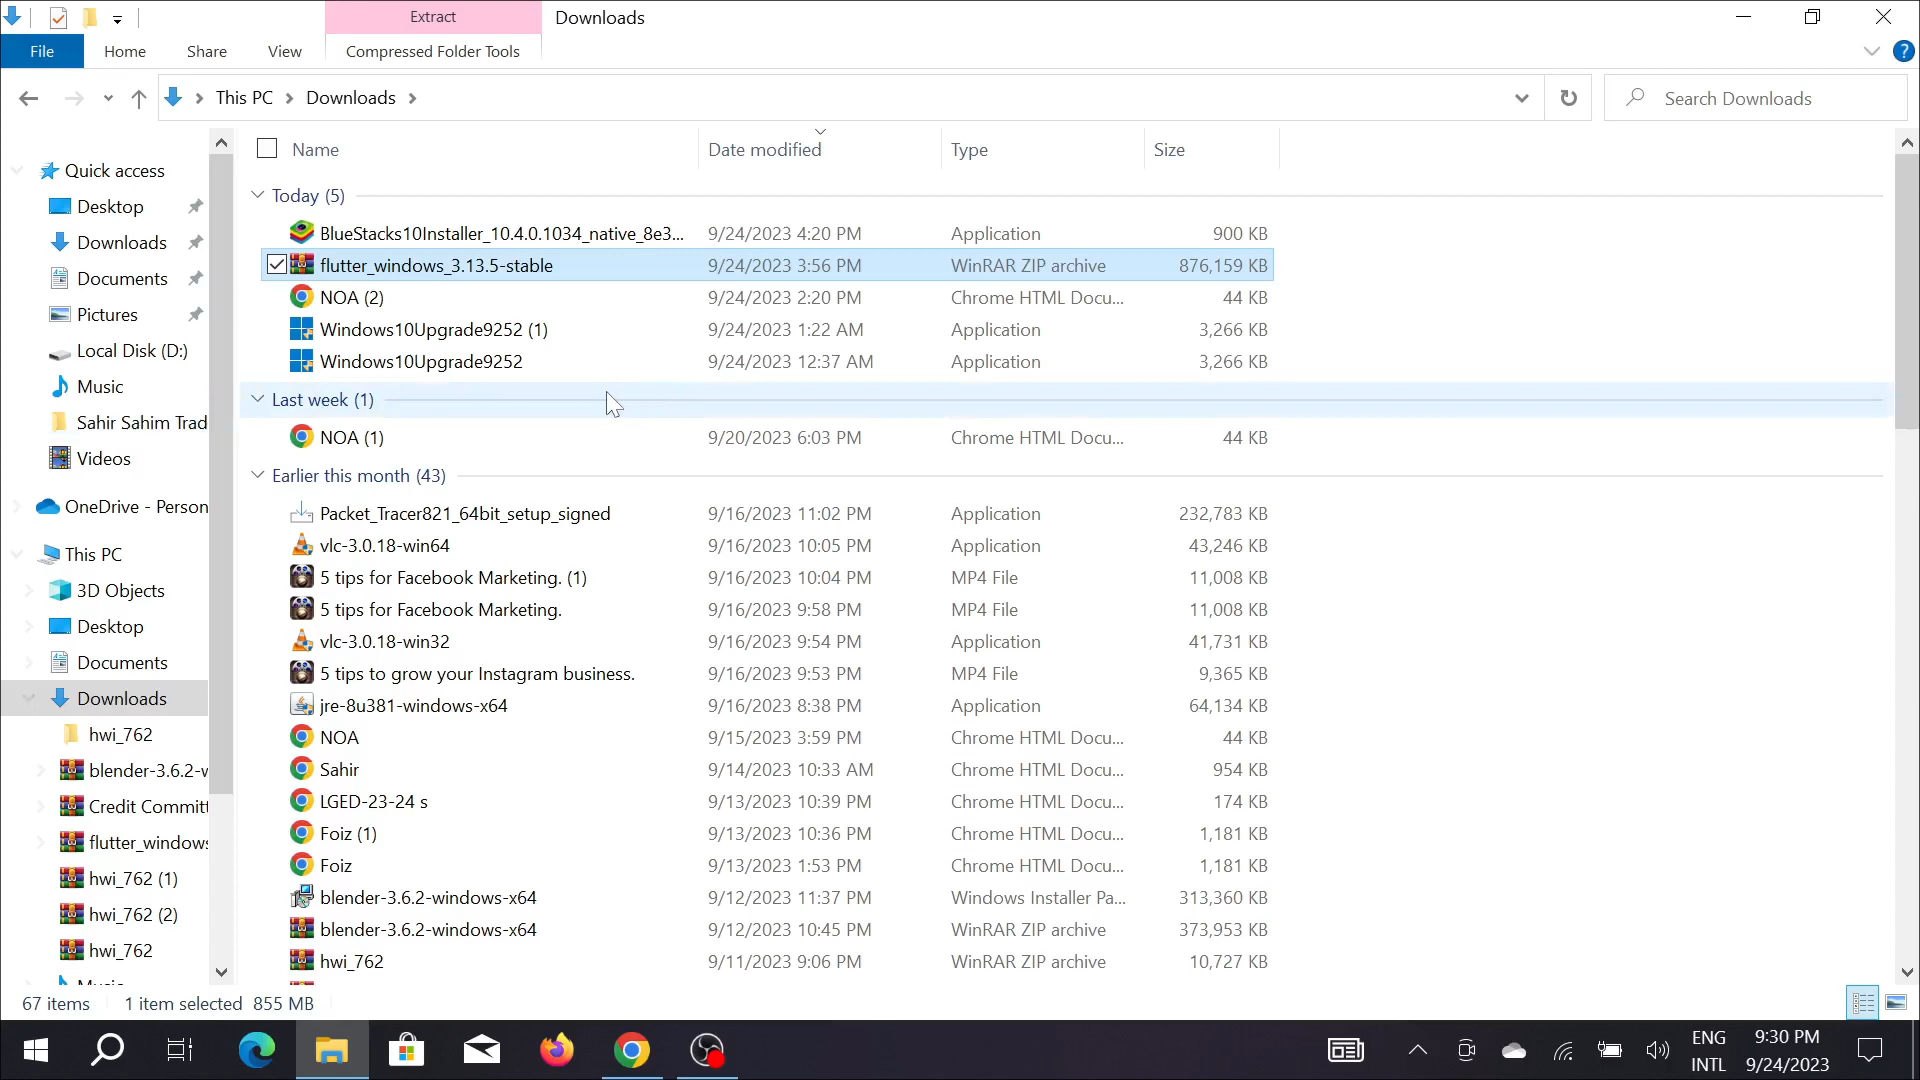 Extract
Downloads
File
Home
Share
View
Compressed Folder Tools
?
This PC
Downloads
Search Downloads
Name
Date modified
Type
Size
Quick access
Desktop
Downloads
Documents
Pictures
Local Disk (D:)
Music
Sahir Sahim Trad
Videos
OneDrive - Person
This PC
3D Objects
Desktop
Documents
Downloads
hwi_762
blender-3.6.2-w
Credit Committ
flutter_windows
hwi_762 (1)
hwi_762 (2)
hwi_762
Music
Today (5)
BlueStacks10Installer_10.4.0.1034_native_8e3... 9/24/2023 4:20 PM Application 900 KB
flutter_windows_3.13.5-stable 9/24/2023 3:56 PM WinRAR ZIP archive 876,159 KB
NOA (2) 9/24/2023 2:20 PM Chrome HTML Docu... 44 KB
Windows10Upgrade9252 (1) 9/24/2023 1:22 AM Application 3,266 KB
Windows10Upgrade9252 9/24/2023 12:37 AM Application 3,266 KB
Last week (1)
NOA (1) 9/20/2023 6:03 PM Chrome HTML Docu... 44 KB
Earlier this month (43)
Packet_Tracer821_64bit_setup_signed 9/16/2023 11:02 PM Application 232,783 KB
vlc-3.0.18-win64 9/16/2023 10:05 PM Application 43,246 KB
5 tips for Facebook Marketing. (1) 9/16/2023 10:04 PM MP4 File 11,008 KB
5 tips for Facebook Marketing. 9/16/2023 9:58 PM MP4 File 11,008 KB
vlc-3.0.18-win32 9/16/2023 9:54 PM Application 41,731 KB
5 tips to grow your Instagram business. 9/16/2023 9:53 PM MP4 File 9,365 KB
jre-8u381-windows-x64 9/16/2023 8:38 PM Application 64,134 KB
NOA 9/15/2023 3:59 PM Chrome HTML Docu... 44 KB
Sahir 9/14/2023 10:33 AM Chrome HTML Docu... 954 KB
LGED-23-24 s 9/13/2023 10:39 PM Chrome HTML Docu... 174 KB
Foiz (1) 9/13/2023 10:36 PM Chrome HTML Docu... 1,181 KB
Foiz 9/13/2023 1:53 PM Chrome HTML Docu... 1,181 KB
blender-3.6.2-windows-x64 9/12/2023 11:37 PM Windows Installer Pa... 313,360 KB
blender-3.6.2-windows-x64 9/12/2023 10:45 PM WinRAR ZIP archive 373,953 KB
hwi_762 9/11/2023 9:06 PM WinRAR ZIP archive 10,727 KB
67 items 1 item selected 855 MB
ENG
INTL
9:30 PM
9/24/2023